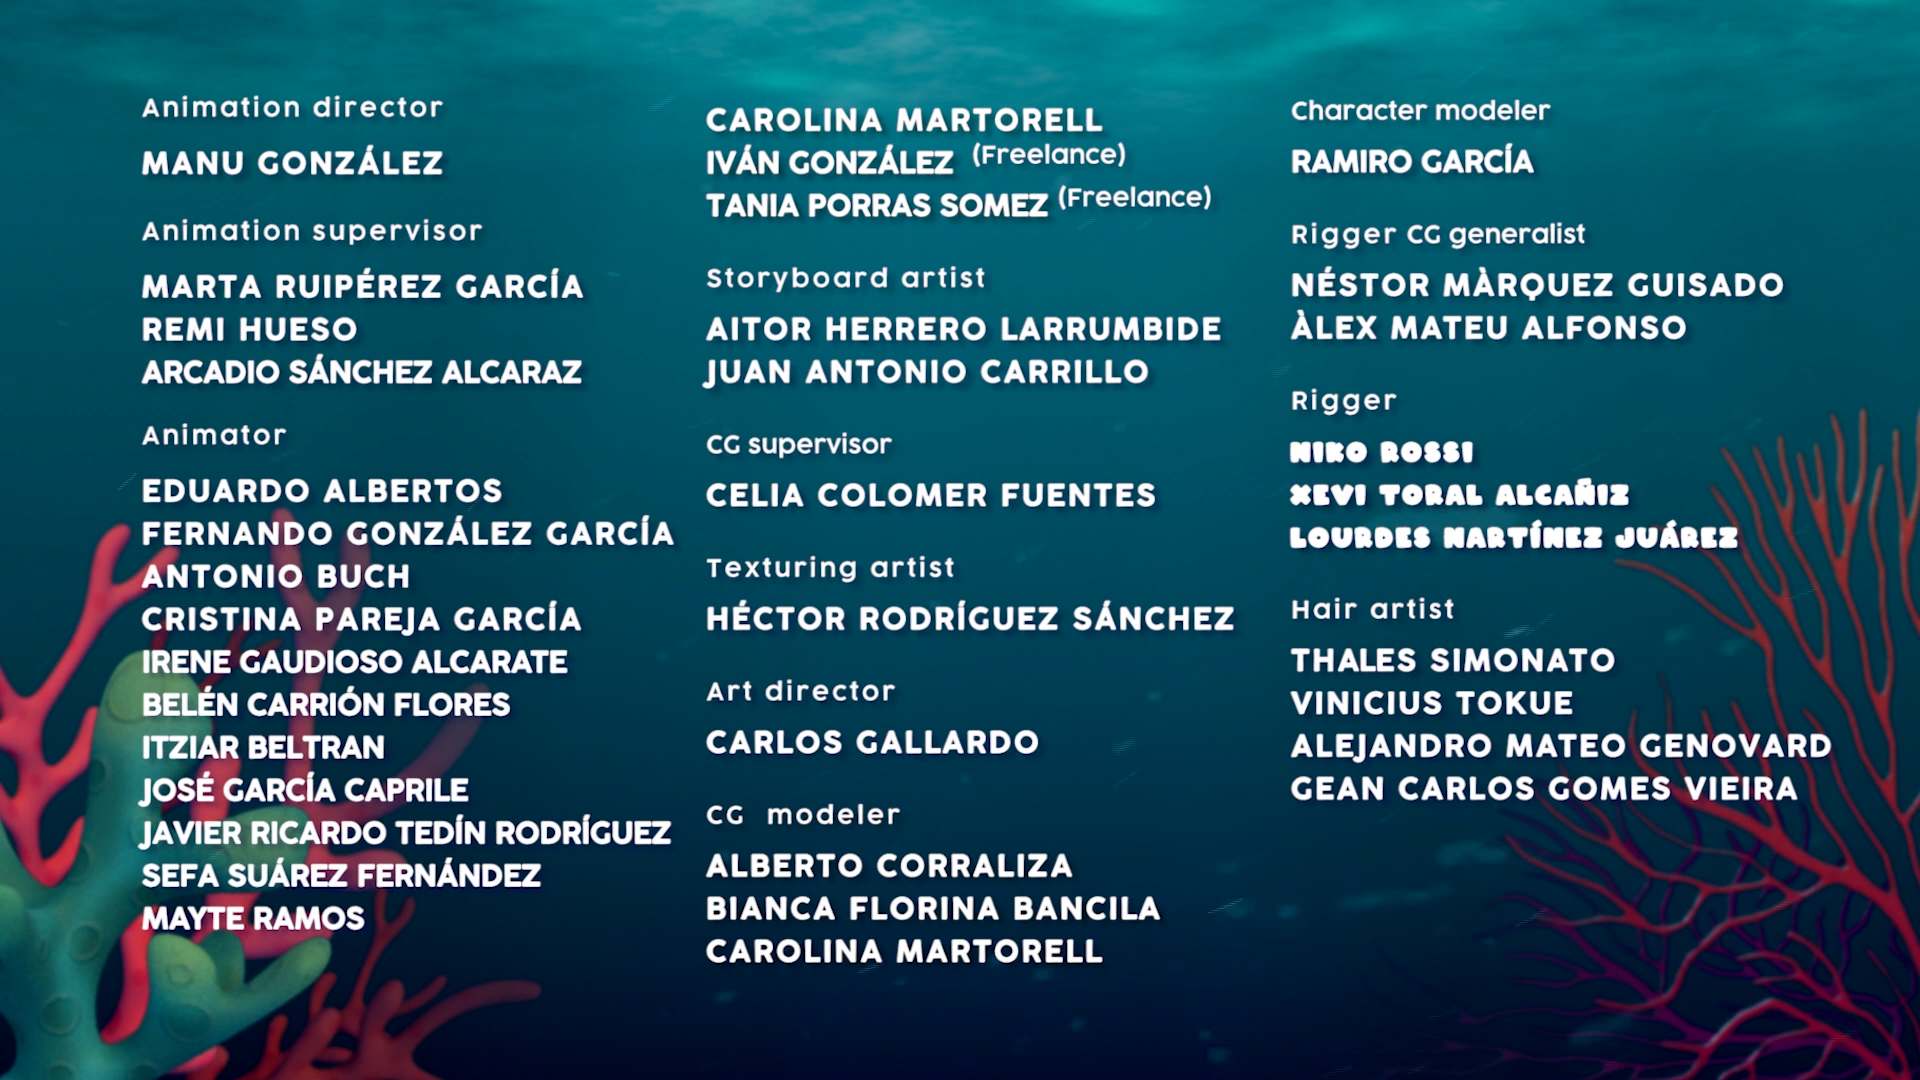 Animation director
MANU GONZÁLEZ
Animation supervisor
MARTA RUIPÉREZ GARCÍA
REMI HUESO
ARCADIO SÁNCHEZ ALCARAZ
Animator
EDUARDO ALBERTOS
FERNANDO GONZÁLEZ GARCÍA
ANTONIO BUCH
CRISTINA PAREJA GARCÍA
IRENE GAUDIOSO ALCARATE
BELÉN CARRIÓN FLORES
ITZIAR BELTRAN
JOSÉ GARCÍA CAPRILE
JAVIER RICARDO TEDÍN RODRÍGUEZ
SEFA SUÁREZ FERNÁNDEZ
MAYTE RAMOS
CAROLINA MARTORELL
IVÁN GONZÁLEZ (Freelance)
TANIA PORRAS SOMEZ (Freelance)
Storyboard artist
AITOR HERRERO LARRUMBIDE
JUAN ANTONIO CARRILLO
CG supervisor
CELIA COLOMER FUENTES
Texturing artist
HÉCTOR RODRÍGUEZ SÁNCHEZ
Art director
CARLOS GALLARDO
CG modeler
ALBERTO CORRALIZA
BIANCA FLORINA BANCILA
CAROLINA MARTORELL
Character modeler
RAMIRO GARCÍA
Rigger CG generalist
NÉSTOR MÀRQUEZ GUISADO
ÀLEX MATEU ALFONSO
Rigger
NIKO ROSSI
XEVI TORAL ALCAÑIZ
LOURDES MARTÍNEZ JUÁREZ
Hair artist
THALES SIMONATO
VINICIUS TOKUE
ALEJANDRO MATEO GENOVARD
GEAN CARLOS GOMES VIEIRA